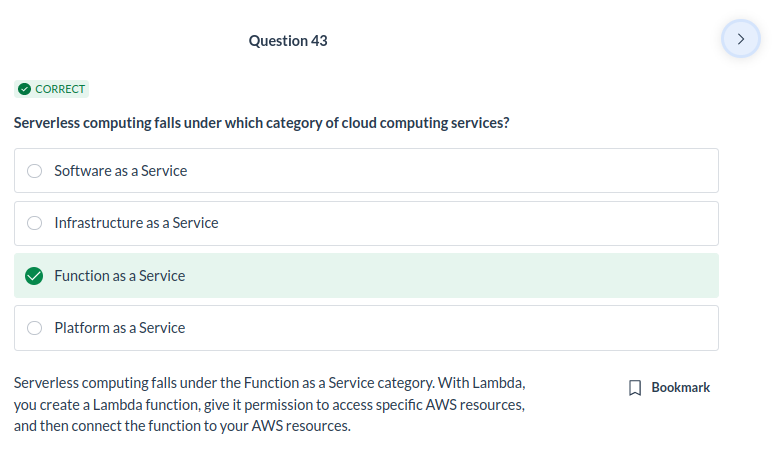 Question 43
CORRECT
Serverless computing falls under which category of cloud computing services?
Software as a Service
Infrastructure as a Service
Function as a Service
Platform as a Service
Serverless computing falls under the Function as a Service category. With Lambda,
you create a Lambda function, give it permission to access specific AWS resources,
and then connect the function to your AWS resources.
Bookmark